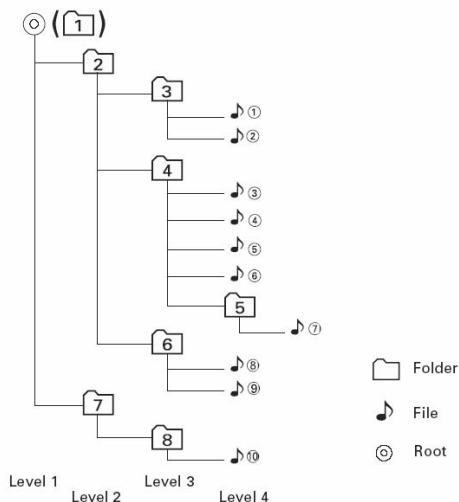 (1)
2
3
①
②
4
③
④
⑤
⑥
5
⑦
6
⑧
⑨
7
8
⑩
Folder
File
Root
Level 1
Level 2
Level 3
Level 4